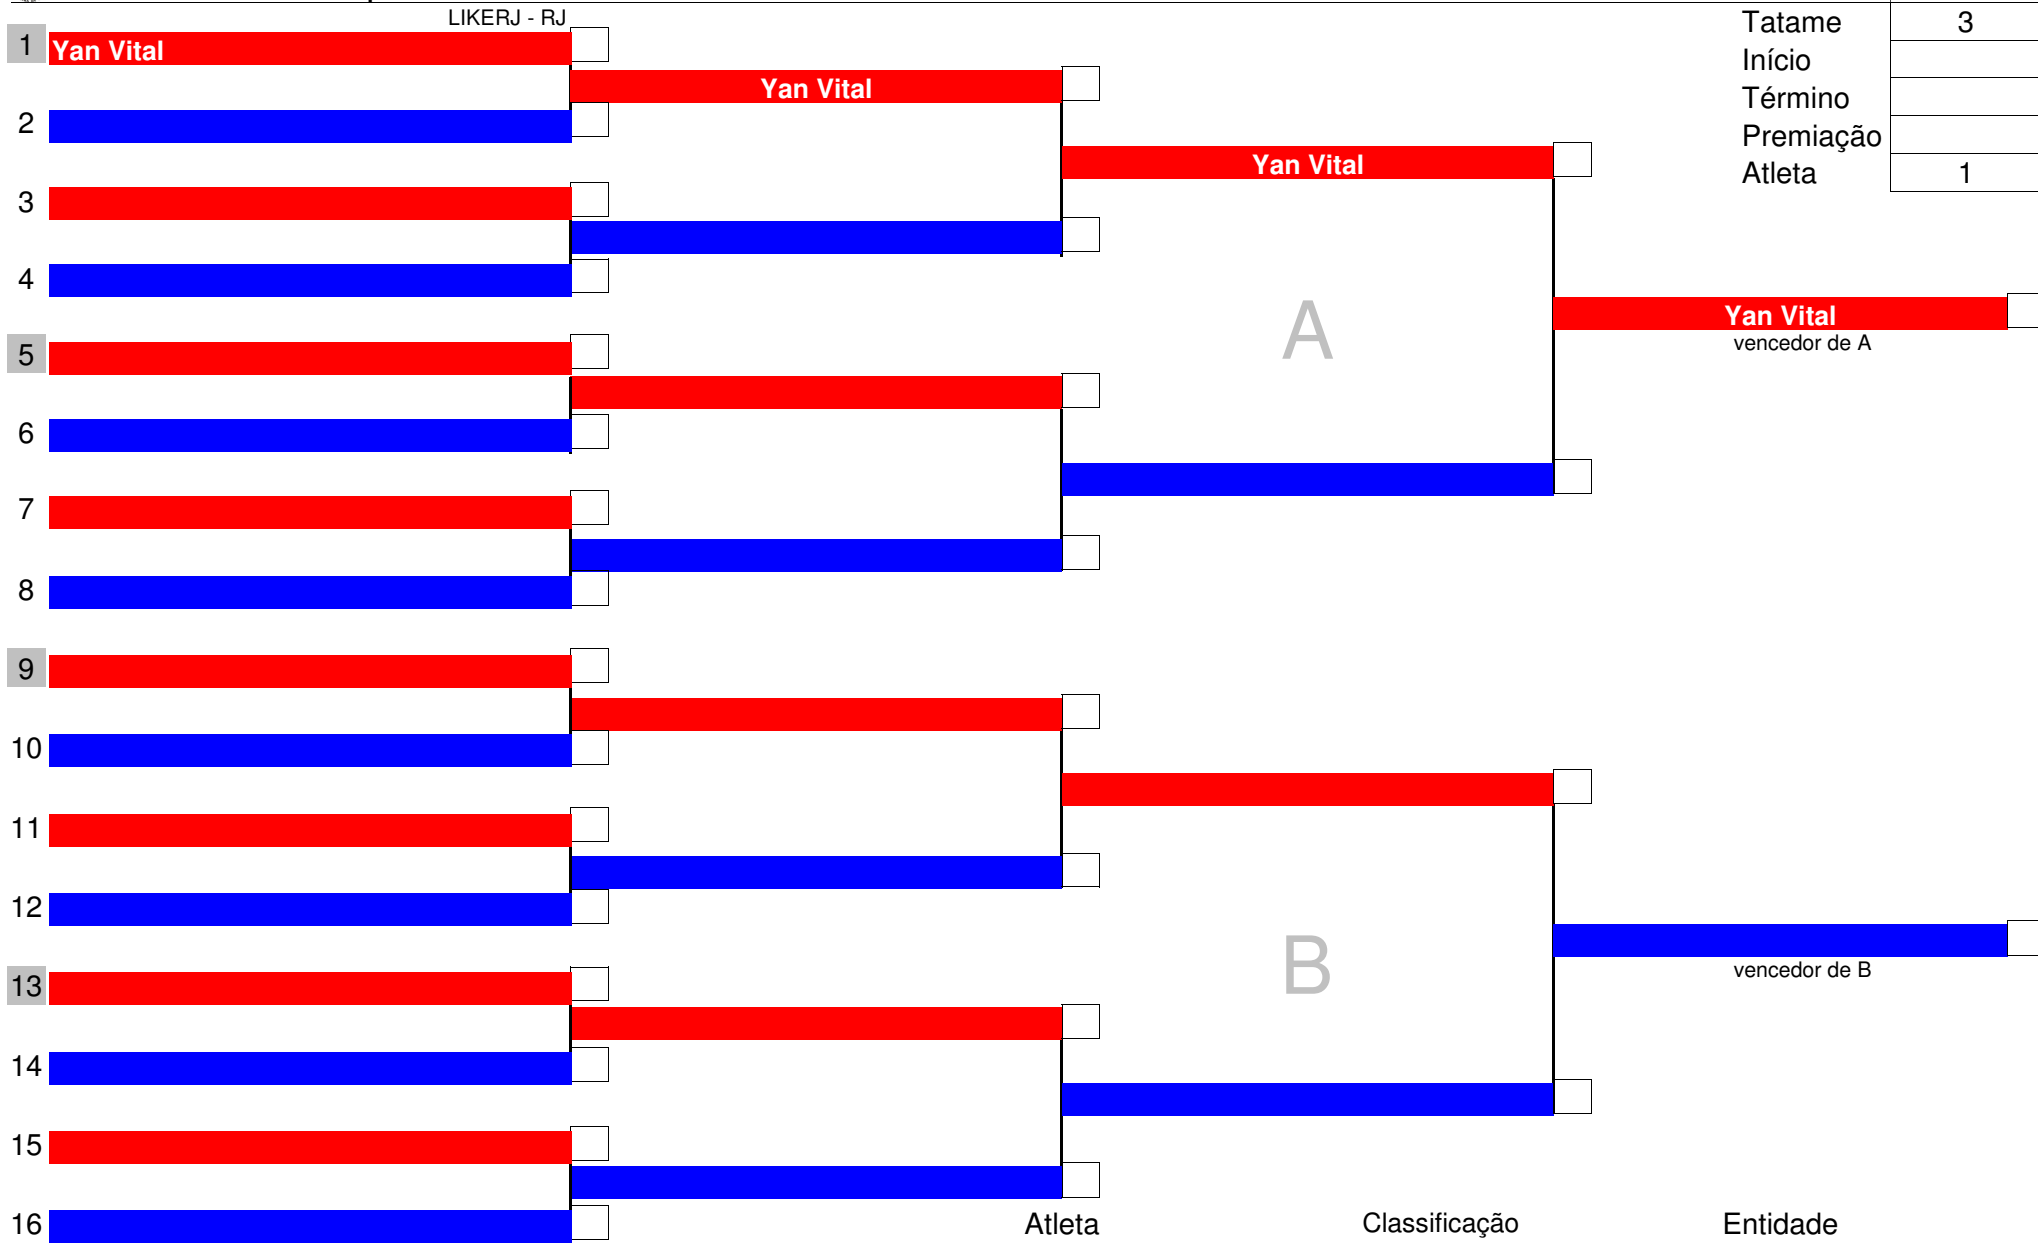 LIKERJ - RJ
Tatame 3
1 Yan Vital
Início
Yan Vital
Término
2
Premiação
Yan Vital
Atleta 1
3
4
A
Yan Vital
vencedor de A
5
6
7
8
9
10
11
12
B
vencedor de B
13
14
15
16
Atleta Classificação Entidade